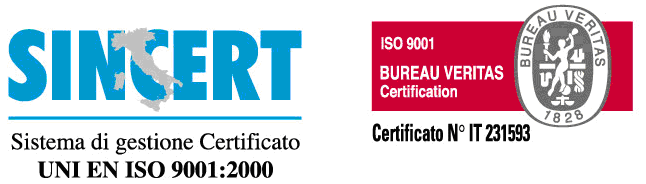 SINCERT
Sistema di gestione Certificato
UNI EN ISO 9001:2000
ISO 9001
BUREAU VERITAS
Certification
BUREAU VERITAS
1828
Certificato N° IT 231593